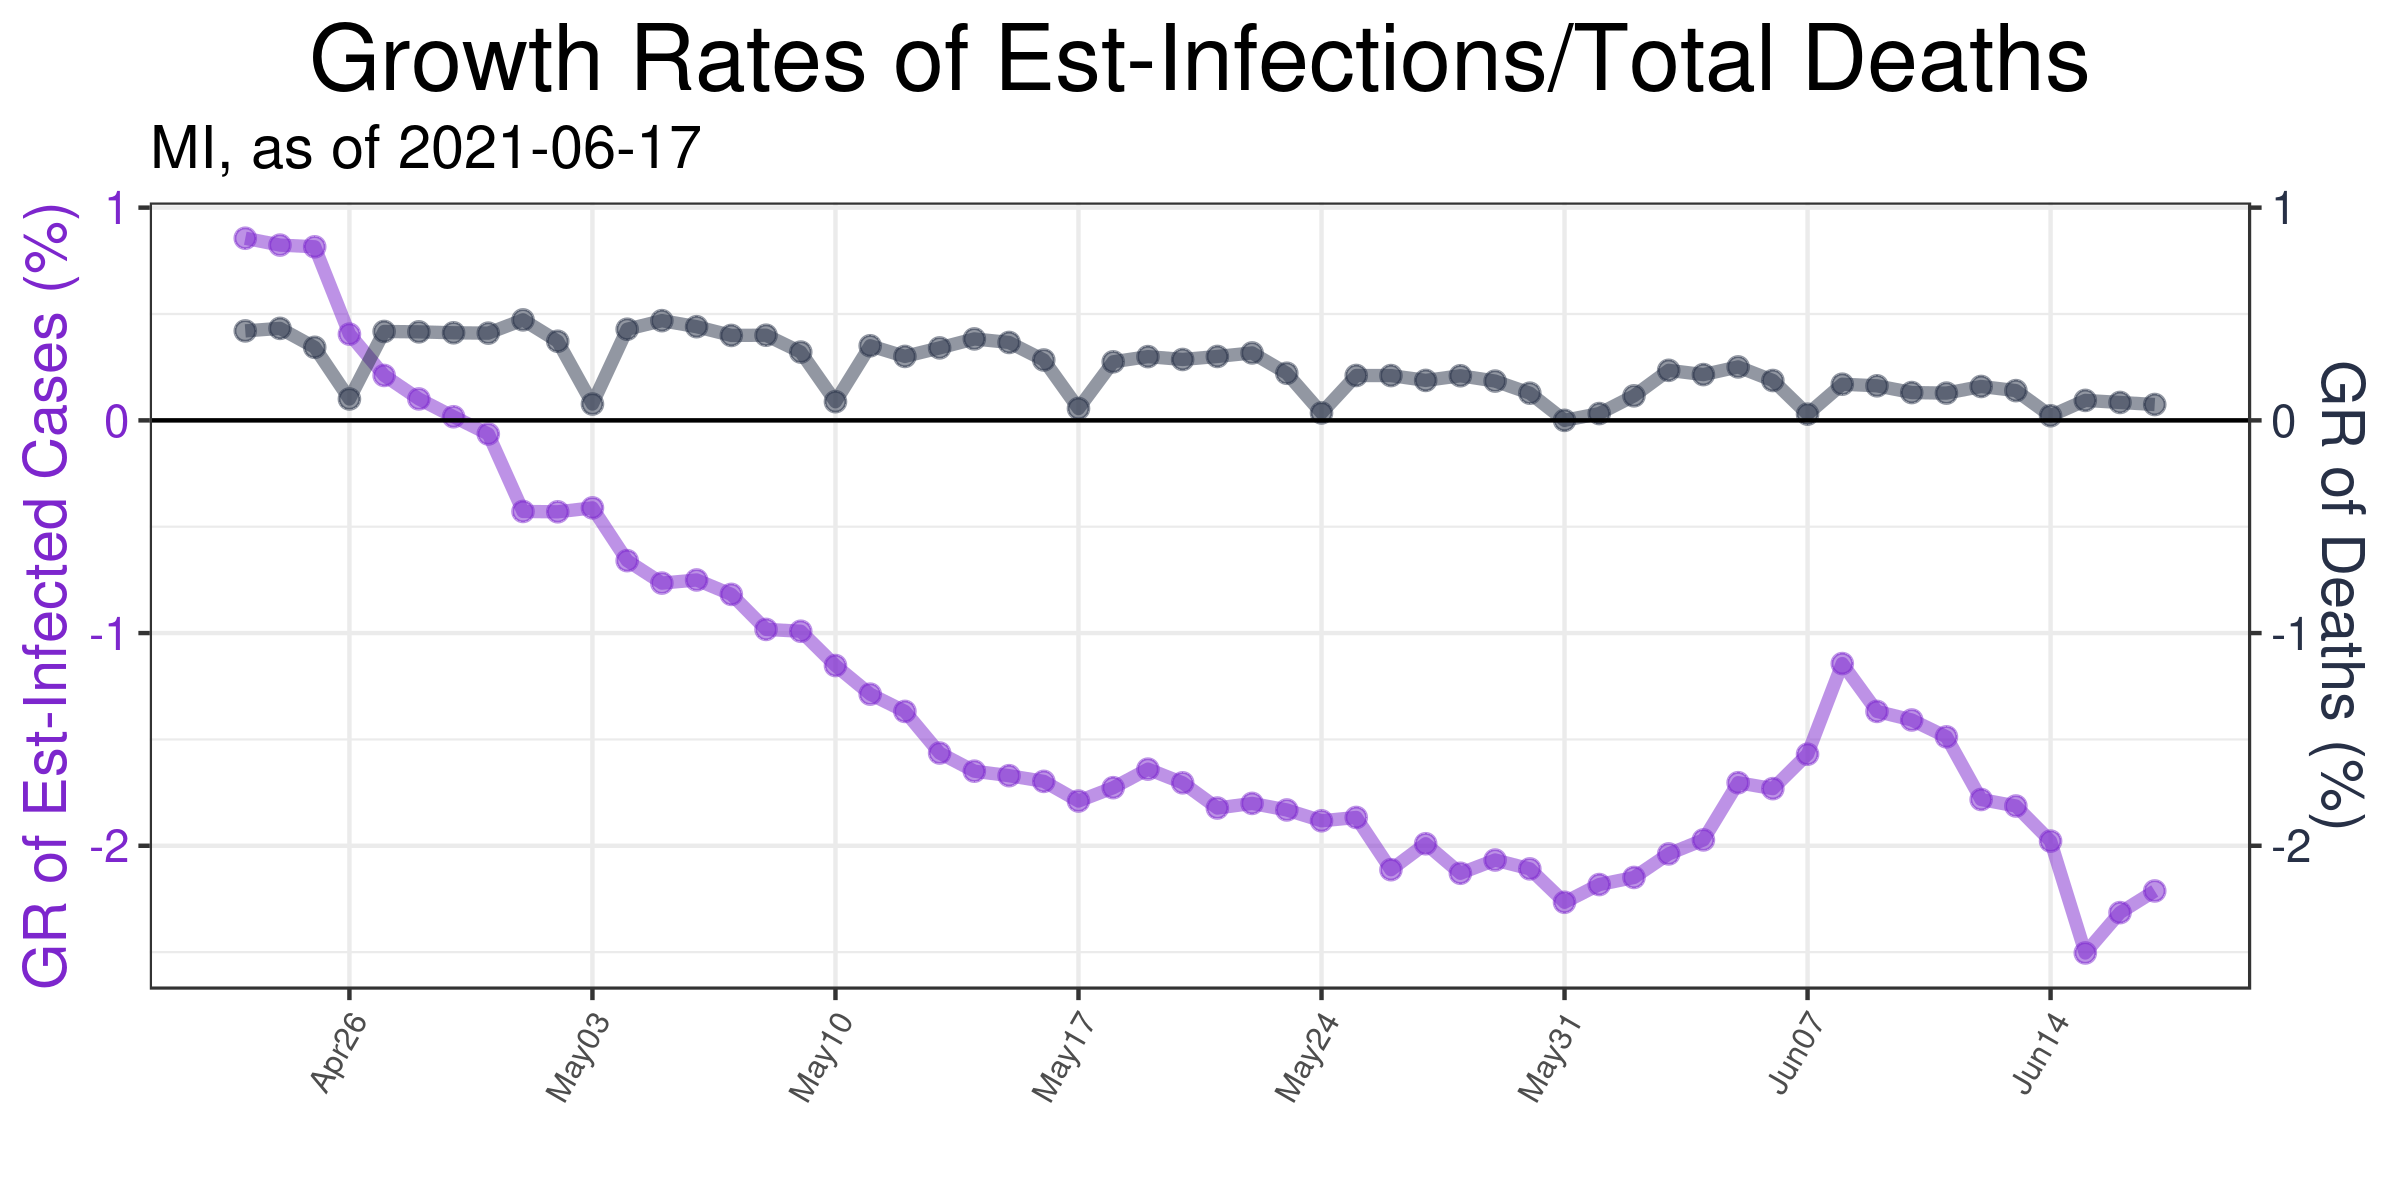 Growth Rates of Est-Infections/Total Deaths
MI, as of 2021-06-17
GR of Est-Infected Cases (%)
1
0
-1
-2
1
0
-1
-2
GR of Deaths (%)
Apr26
May03
May10
May17
May24
May31
Jun07
Jun14